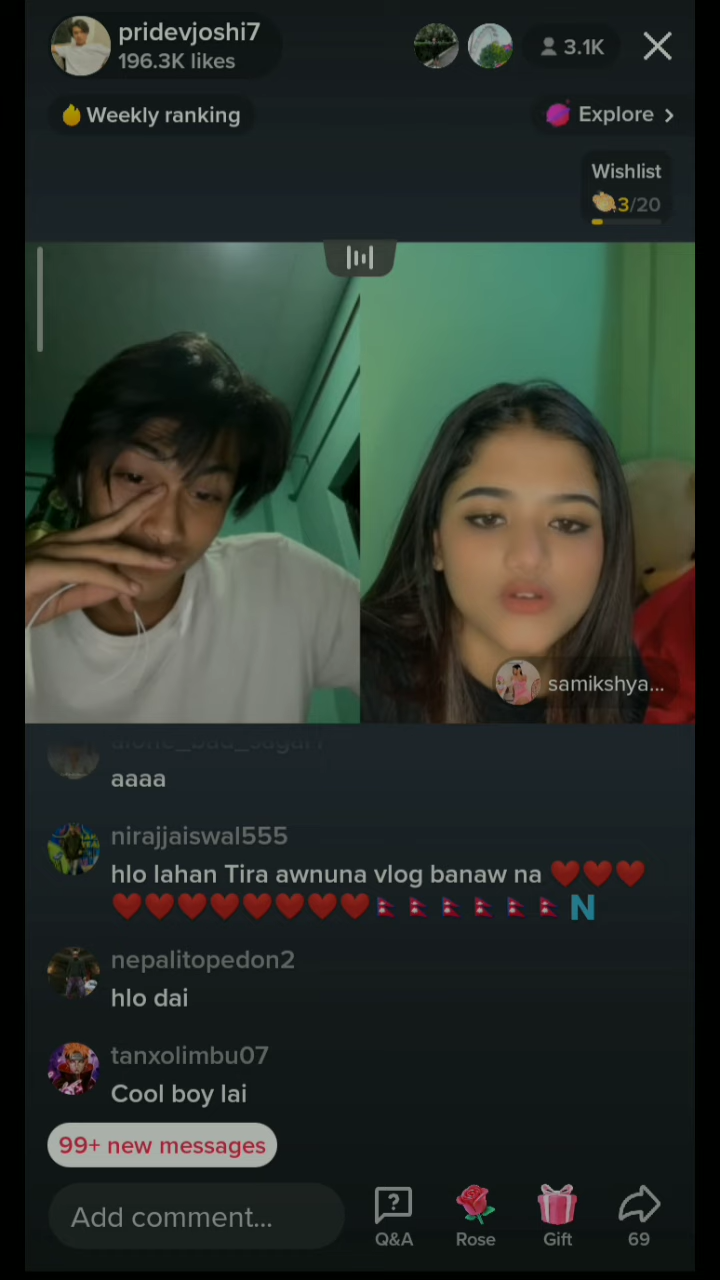 pridevjoshi7
196.3K likes
3.1K
Weekly ranking
Explore >
Wishlist
3/20
samikshya...
aaaa
nirajjaiswal555
hlo lahan Tira awnuna vlog banaw na ❤️❤️❤️
❤️❤️❤️❤️❤️❤️❤️❤️🇳🇵🇳🇵🇳🇵🇳🇵🇳🇵🇳🇵🇳
nepalitopedon2
hlo dai
tanxolimbu07
Cool boy lai
99+ new messages
Add comment...
Q&A
Rose
Gift
69